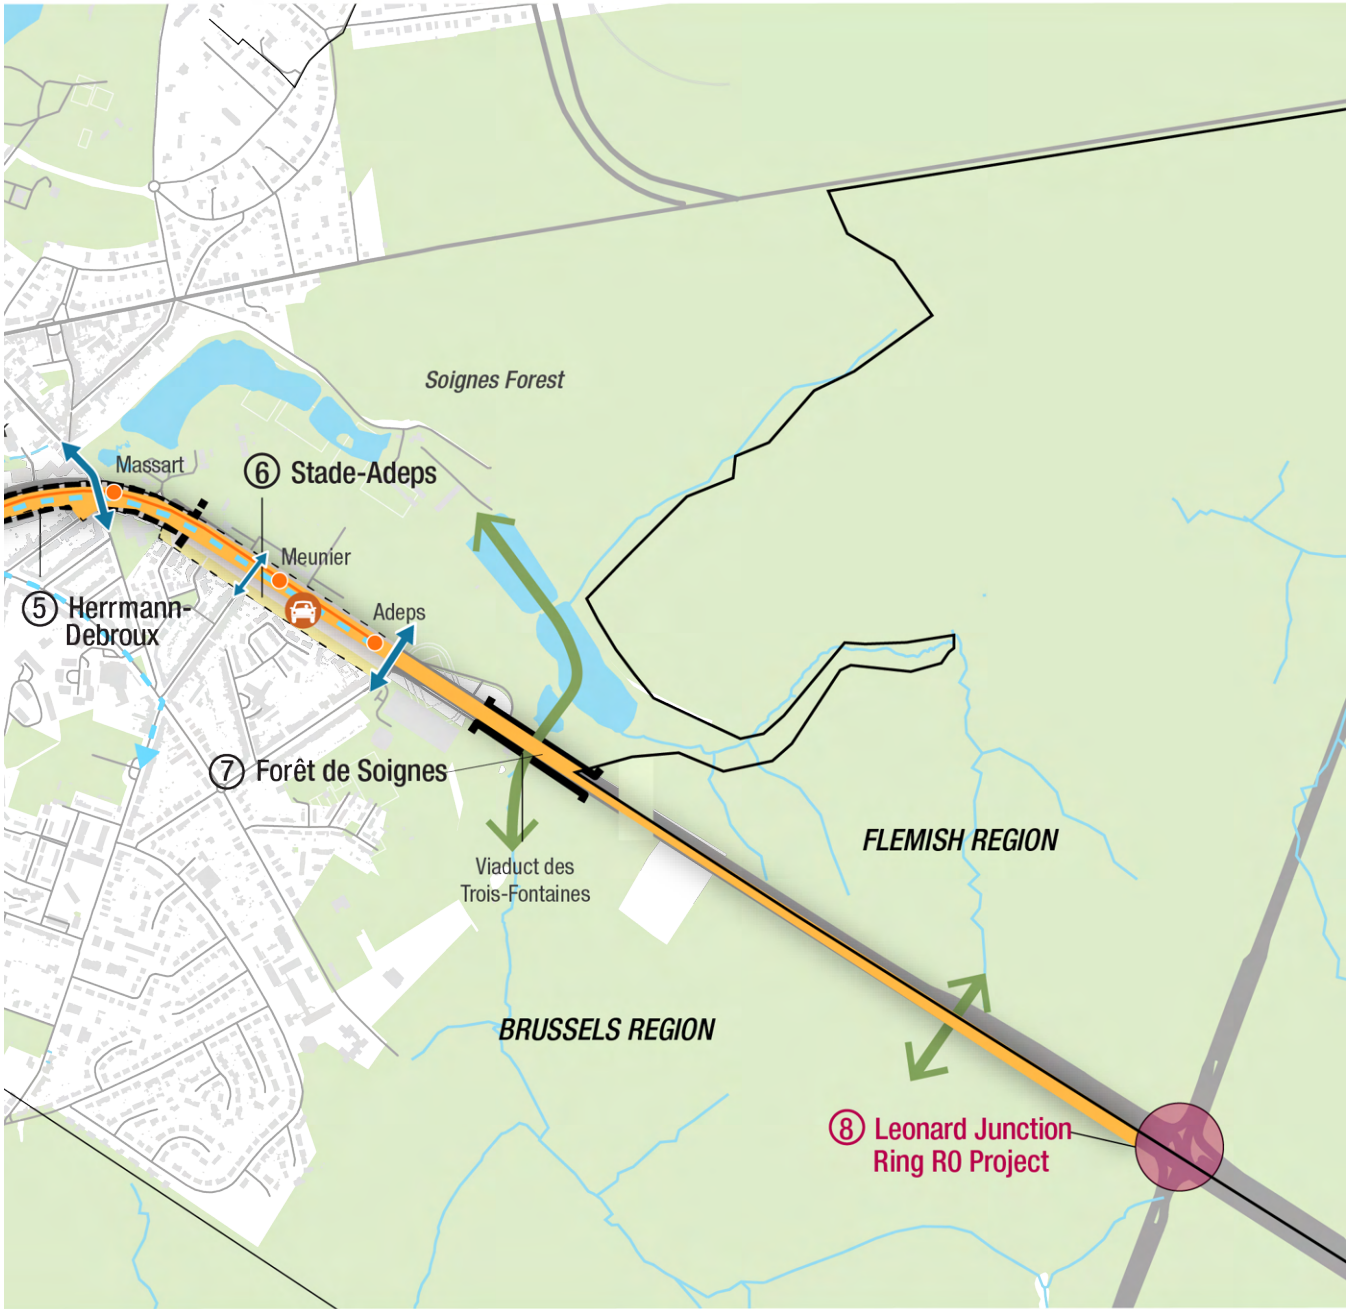 Soignes Forest
Massart
6 Stade-Adeps
Meunier
5 Herrmann-
Debroux
Adeps
7 Forêt de Soignes
Viaduct des
Trois-Fontaines
FLEMISH REGION
BRUSSELS REGION
8 Leonard Junction
Ring R0 Project